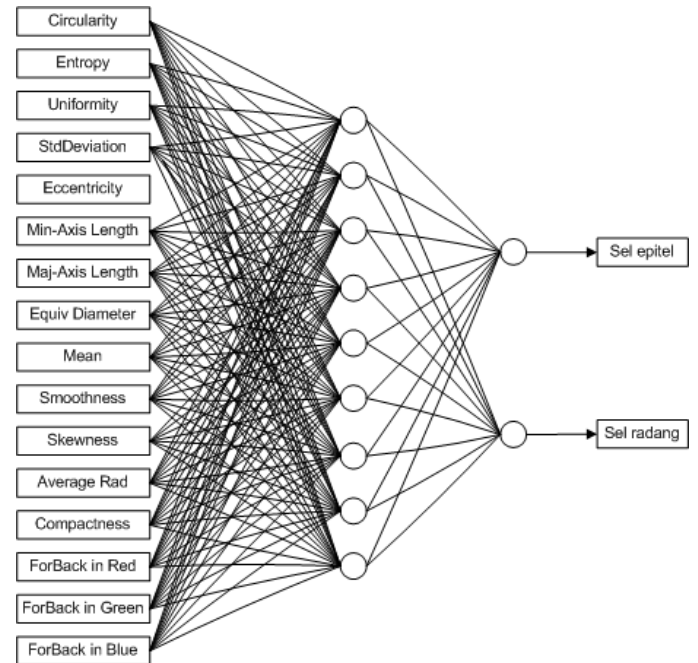 Circularity
Entropy
Uniformity
StdDeviation
Eccentricity
Min-Axis Length
Maj-Axis Length
Equiv Diameter
Mean
Smoothness
Skewness
Average Rad
Compactness
ForBack in Red
ForBack in Green
ForBack in Blue
Sel epitel
Sel radang